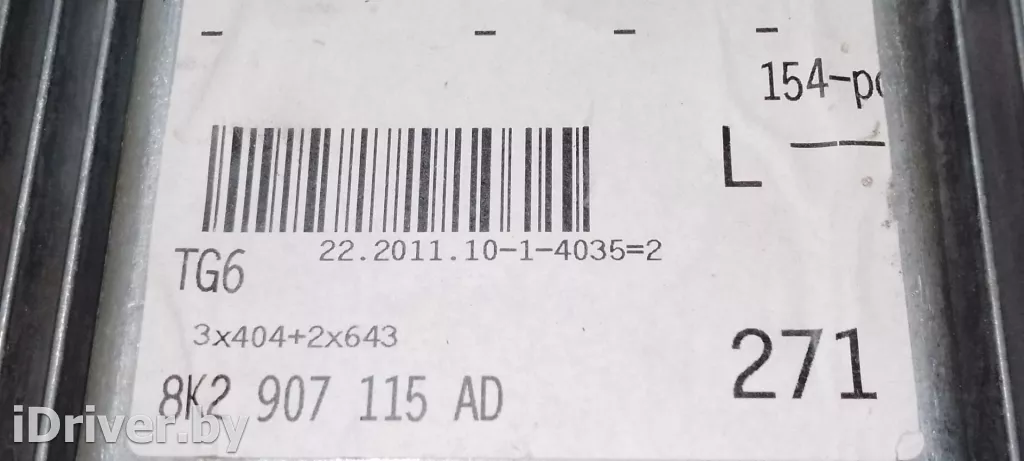 - - - -
154-p
L
22.2011.10-1-4035=2
TG6
3x404+2x643
271
8K2 907 115 AD
iDriver.by